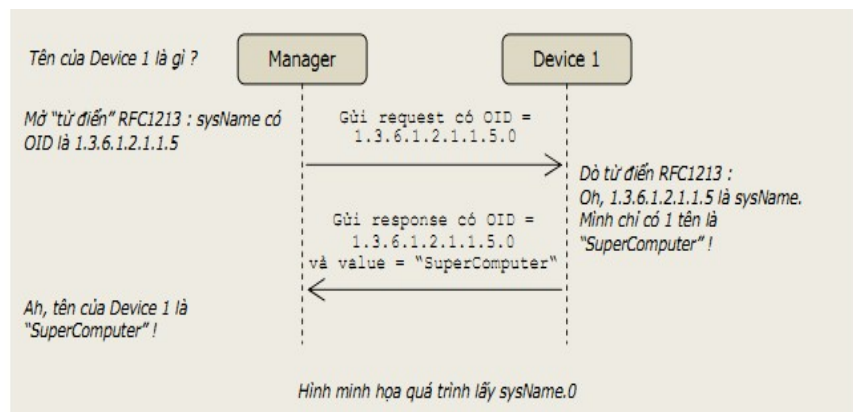 Tên của Device 1 là gì ?
Manager
Device 1
Mở "từ điển" RFC1213 : sysName có
OID là 1.3.6.1.2.1.1.5
Gửi request có OID =
1.3.6.1.2.1.1.5.0
Dò từ điển RFC1213 :
Oh, 1.3.6.1.2.1.1.5 là sysName.
Mình chỉ có 1 tên là
"SuperComputer" !
Gửi response có OID =
1.3.6.1.2.1.1.5.0
và value = "SuperComputer"
Ah, tên của Device 1 là
"SuperComputer" !
Hình minh họa quá trình lấy sysName.0